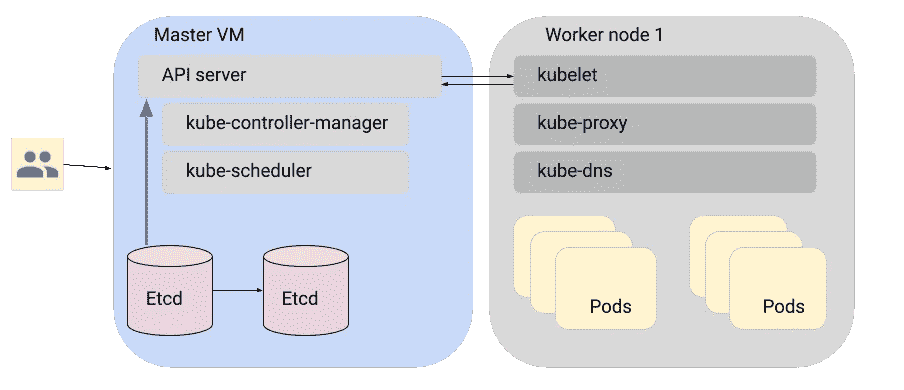 Master VM
API server
kube-controller-manager
kube-scheduler
Etcd
Etcd
Worker node 1
kubelet
kube-proxy
kube-dns
Pods
Pods